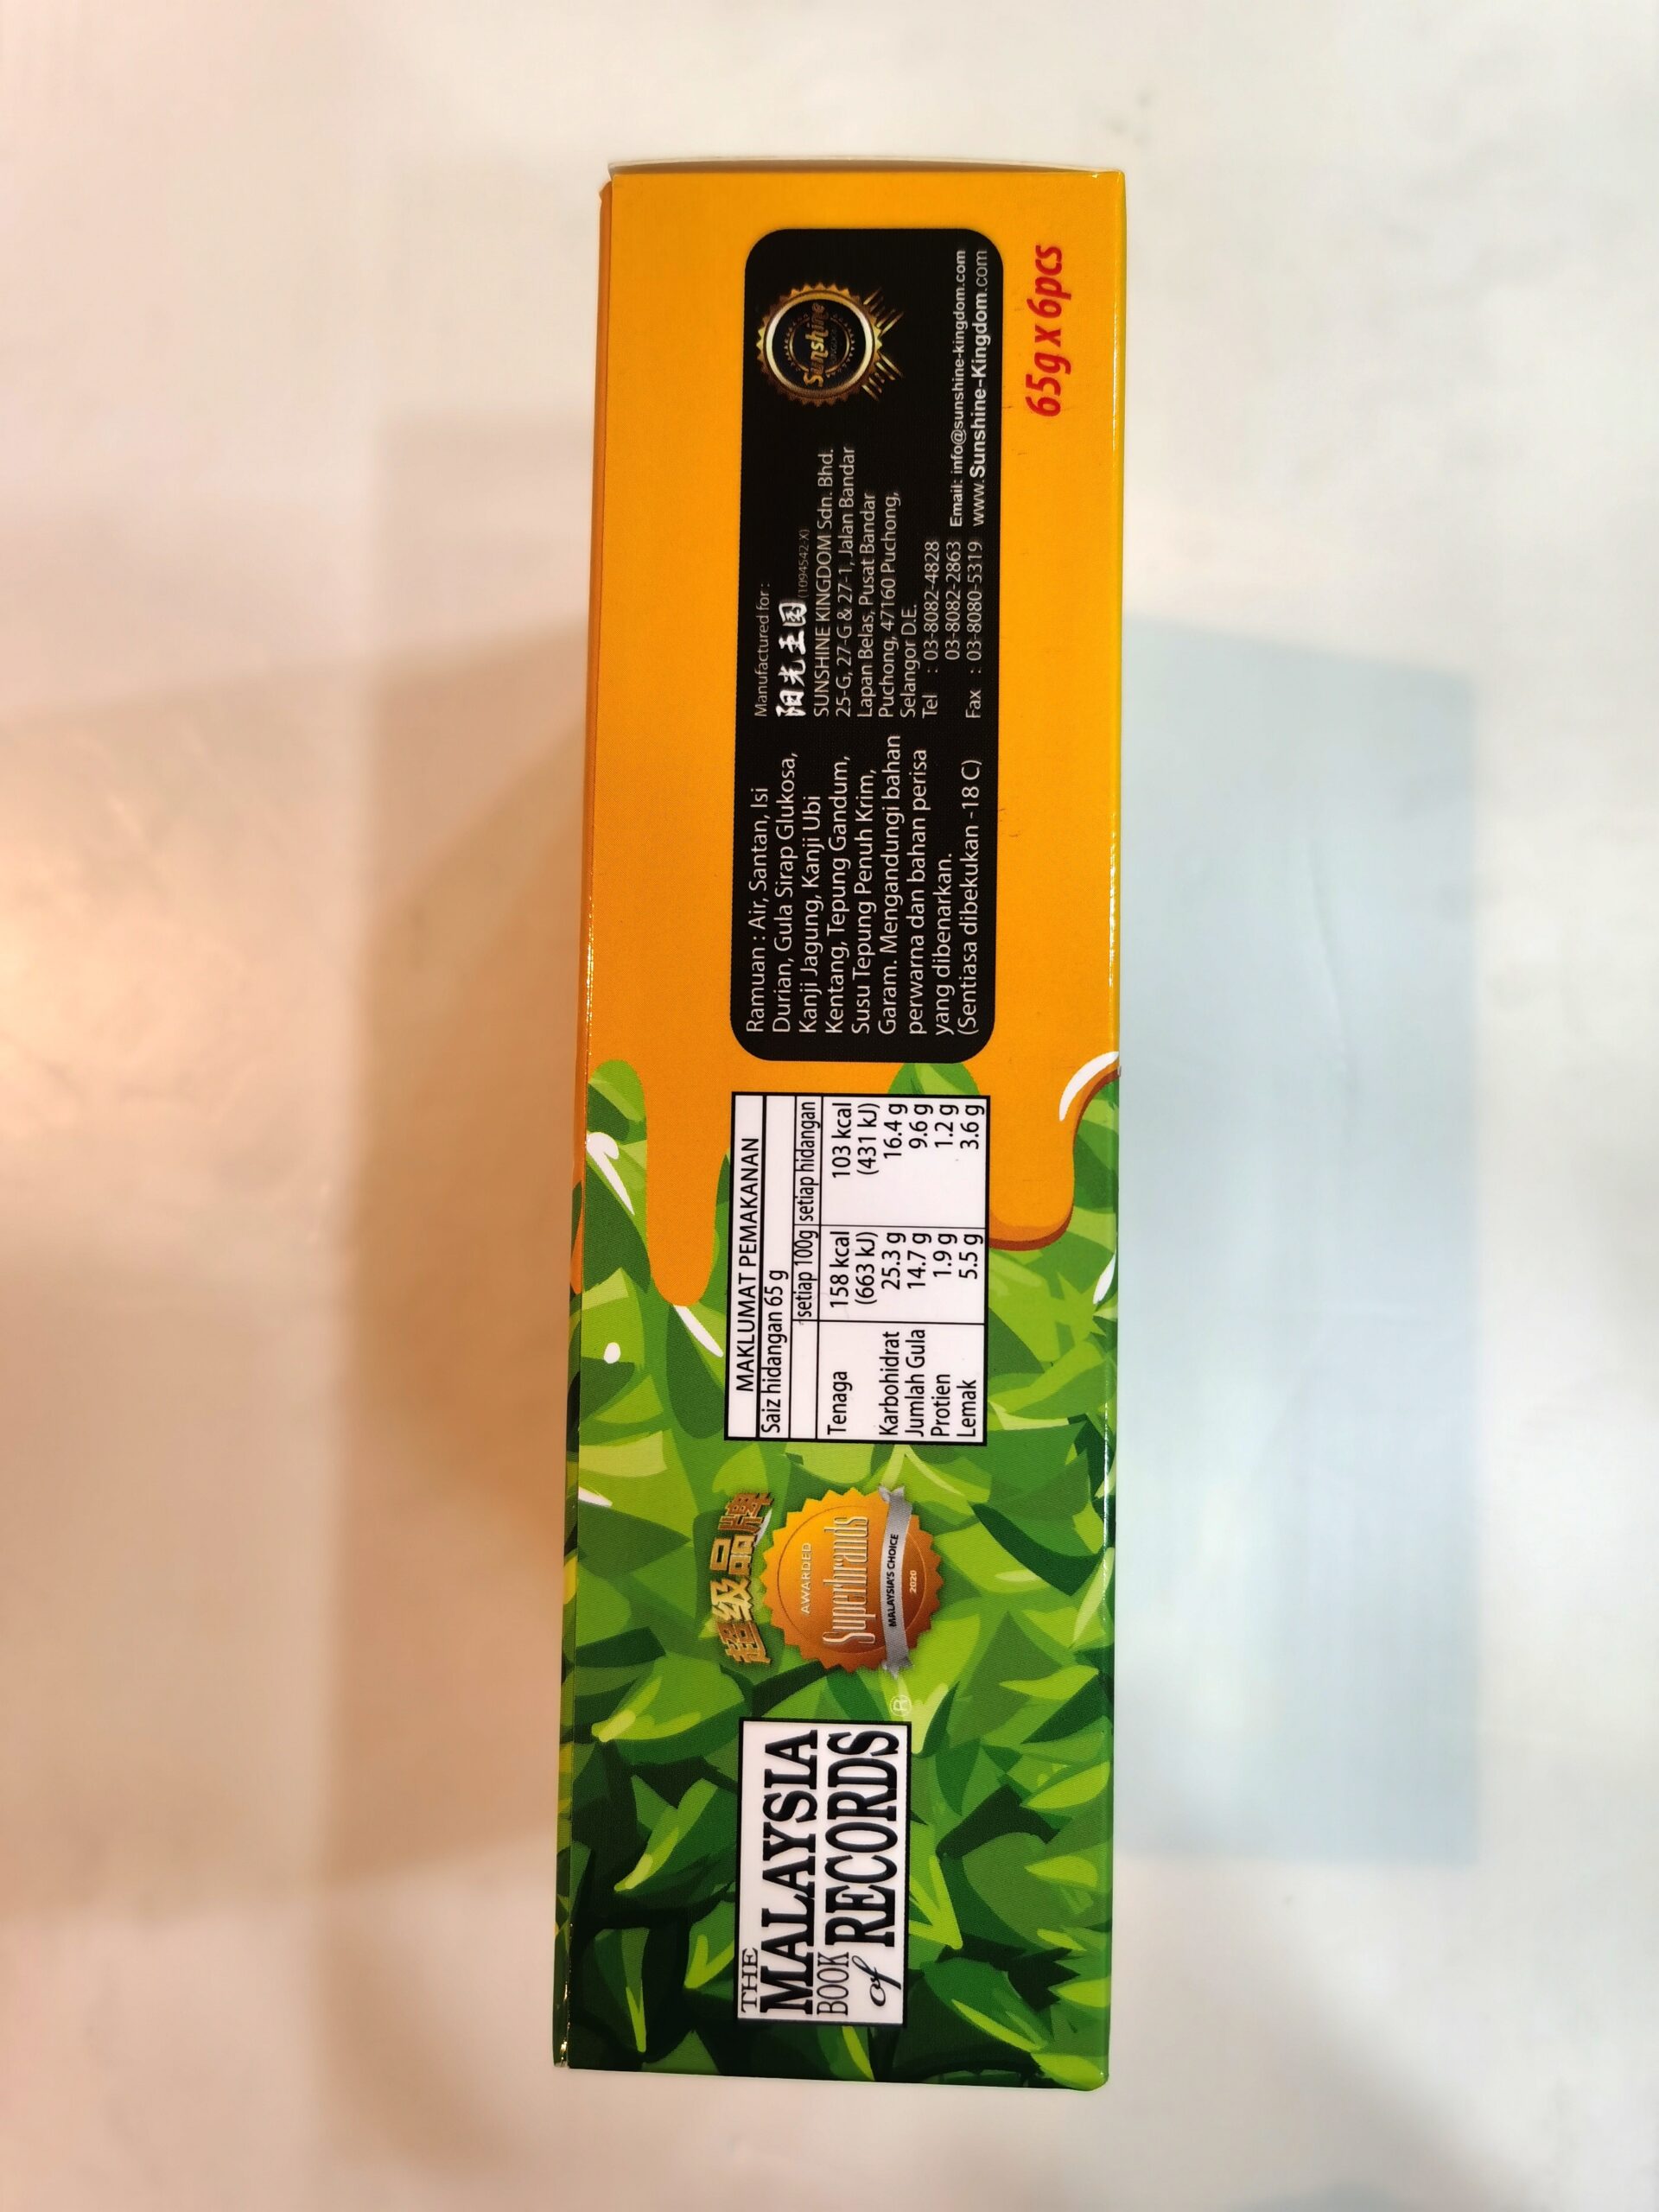 THE
MALAYSIA
BOOK
of RECORDS
®
超级品牌
AWARDED
Superbrands
MALAYSIA'S CHOICE
2020
MAKLUMAT PEMAKANAN
Saiz hidangan 65 g
setiap 100g setiap hidangan
Tenaga 158 kcal 103 kcal
(663 kJ) (431 kJ)
Karbohidrat 25.3 g 16.4 g
Jumlah Gula 14.7 g 9.6 g
Protien 1.9 g 1.2 g
Lemak 5.5 g 3.6 g
Ramuan : Air, Santan, Isi
Durian, Gula Sirap Glukosa,
Kanji Jagung, Kanji Ubi
Kentang, Tepung Gandum,
Susu Tepung Penuh Krim,
Garam. Mengandungi bahan
perwarna dan bahan perisa
yang dibenarkan.
(Sentiasa dibekukan -18 C)
Manufactured for:
阳光王国 (1094542-X)
SUNSHINE KINGDOM Sdn. Bhd.
25-G, 27-G & 27-1, Jalan Bandar
Lapan Belas, Pusat Bandar
Puchong, 47160 Puchong,
Selangor D.E.
Tel : 03-8082-4828
03-8082-2863 Email: info@sunshine-kingdom.com
Fax : 03-8080-5319 www.Sunshine-Kingdom.com
Sunshine
65g x 6pcs